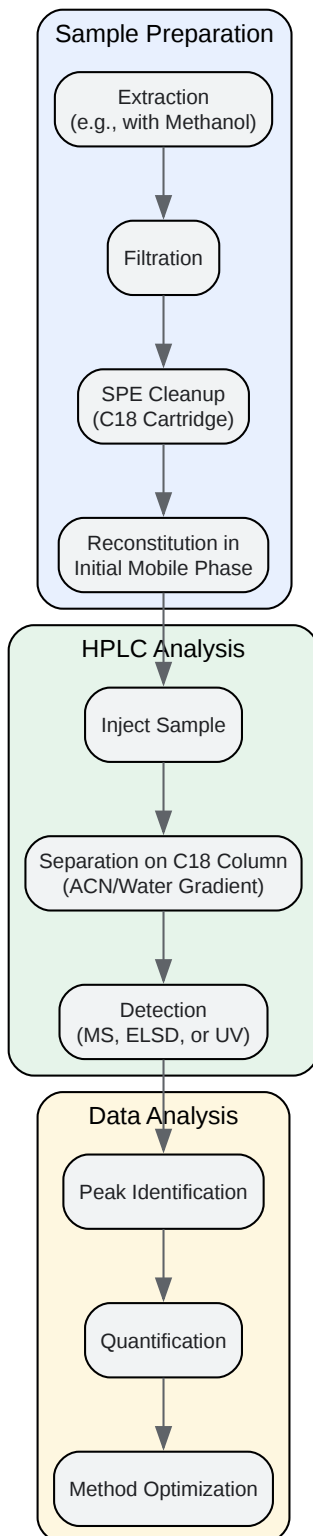 Sample Preparation
Extraction
(e.g., with Methanol)
Filtration
SPE Cleanup
(C18 Cartridge)
Reconstitution in
Initial Mobile Phase
HPLC Analysis
Inject Sample
Separation on C18 Column
(ACN/Water Gradient)
Detection
(MS, ELSD, or UV)
Data Analysis
Peak Identification
Quantification
Method Optimization